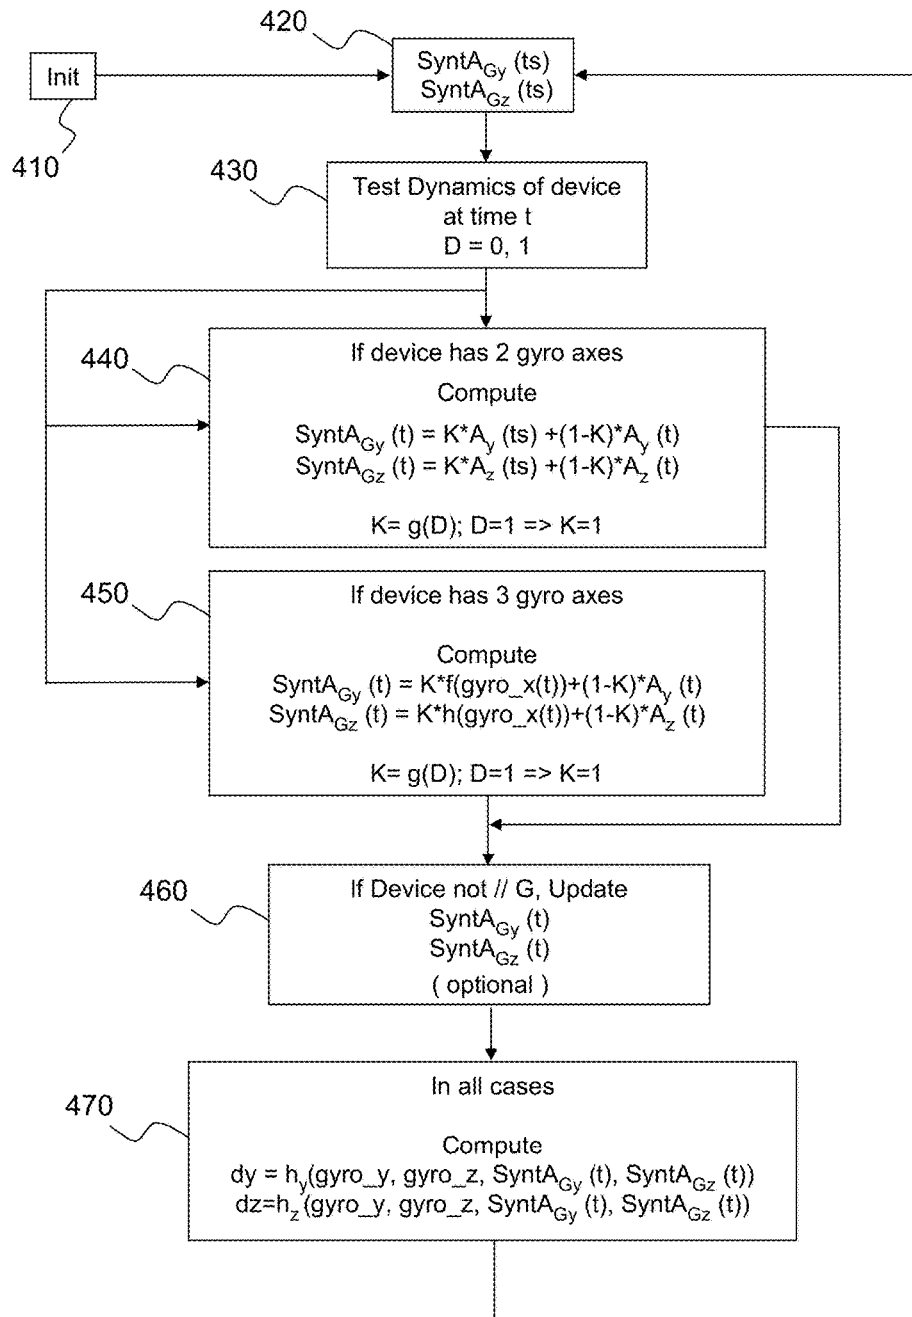 420
Init
SyntA_Gy (ts)
SyntA_Gz (ts)
410
430
Test Dynamics of device
at time t
D = 0, 1
440
If device has 2 gyro axes
Compute
SyntA_Gy (t) = K*A_y (ts) +(1-K)*A_y (t)
SyntA_Gz (t) = K*A_z (ts) +(1-K)*A_z (t)
K= g(D); D=1 => K=1
450
If device has 3 gyro axes
Compute
SyntA_Gy (t) = K*f(gyro_x(t))+(1-K)*A_y (t)
SyntA_Gz (t) = K*h(gyro_x(t))+(1-K)*A_z (t)
K= g(D); D=1 => K=1
460
If Device not // G, Update
SyntA_Gy (t)
SyntA_Gz (t)
( optional )
470
In all cases
Compute
dy = h_y(gyro_y, gyro_z, SyntA_Gy (t), SyntA_Gz (t))
dz=h_z(gyro_y, gyro_z, SyntA_Gy (t), SyntA_Gz (t))